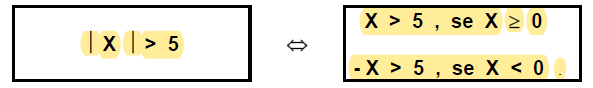 | X | > 5
⇔
X > 5 , se X ≥ 0
- X > 5 , se X < 0 .